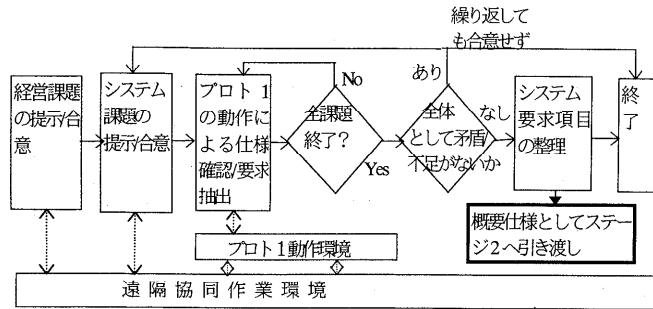 繰り返して
も合意せず
経営課題
の提示/合
意
システム
課題の
提示/合意
プロト1
の動作に
よる仕様
確認/要求
抽出
No
全課題
終了?
Yes
あり
全体
として矛盾/
不足がないか
なし
システム
要求項目
の整理
終
了
概要仕様としてステー
ジ2へ引き渡し
プロト1動作環境
遠隔協同作業環境